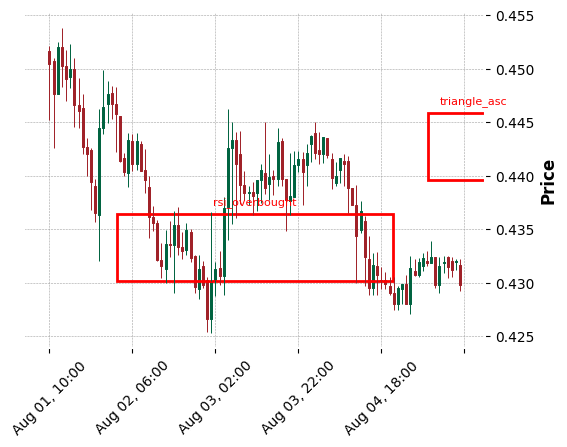 0.455
0.450
triangle_asc
0.445
0.440
Price
rsi_overbought
0.435
0.430
0.425
Aug 01, 10:00
Aug 02, 06:00
Aug 03, 02:00
Aug 03, 22:00
Aug 04, 18:00